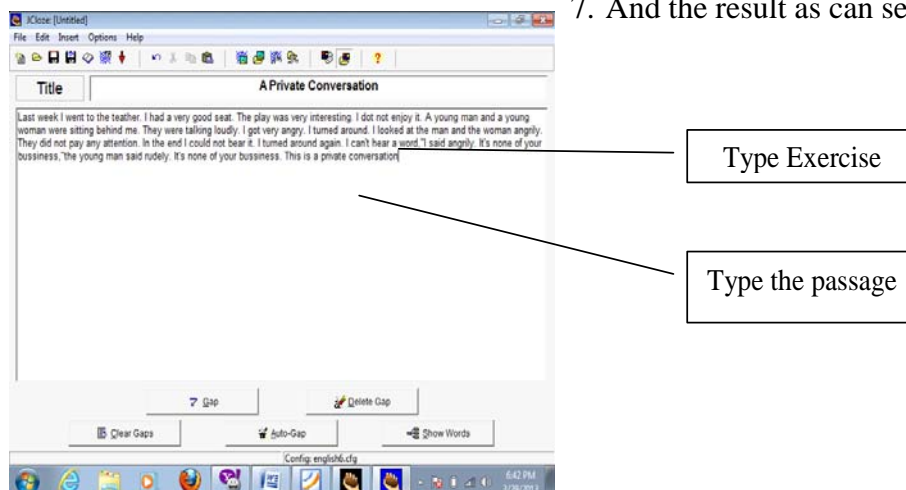 JCloze: [Untitled]
7. And the result as can se
File Edit Insert Options Help
Title
A Private Conversation
Last week I went to the teather. I had a very good seat. The play was very interesting. I dot not enjoy it. A young man and a young
woman were sitting behind me. They were talking loudly. I got very angry. I turned around. I looked at the man and the woman angrily.
They did not pay any attention. In the end I could not bear it. I turned around again. I can't hear a word,"I said angrily. It's none of your
bussiness,"the young man said rudely. It's none of your bussiness. This is a private conversation
Type Exercise
Type the passage
Gap
Delete Gap
Clear Gaps
Auto-Gap
Show Words
Config: english6.cfg
6:42 PM